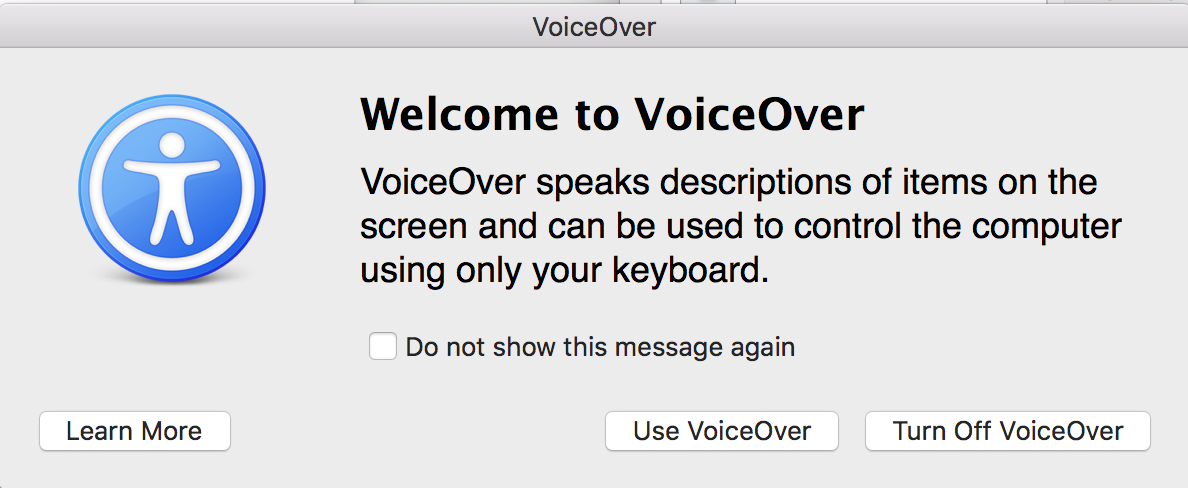 VoiceOver
Welcome to VoiceOver
VoiceOver speaks descriptions of items on the
screen and can be used to control the computer
using only your keyboard.
Do not show this message again
Learn More
Use VoiceOver
Turn Off VoiceOver